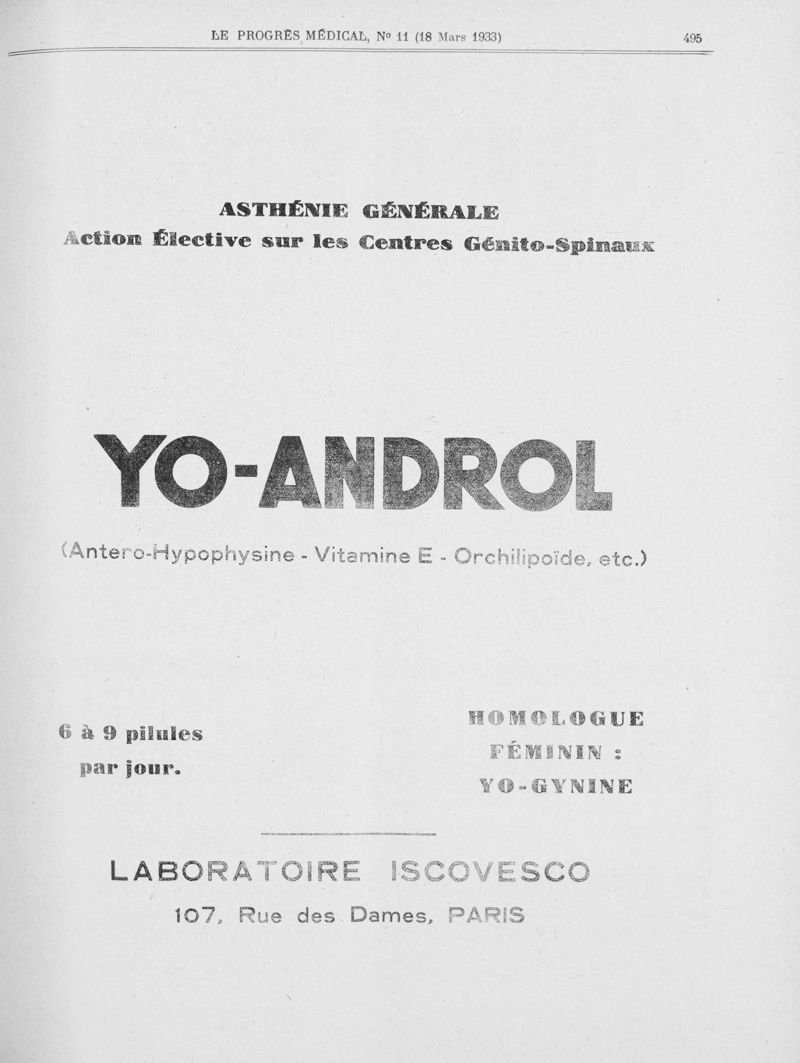 LE PROGRÈS MÉDICAL, Nº 11 (18 Mars 1933)
495
ASTHÉNIE GÉNÉRALE
Action Élective sur les Centres Génito-Spinaux
YO-ANDROL
(Antero-Hypophysine - Vitamine E - Orchilipoïde, etc.)
6 à 9 pilules
par jour.
HOMOLOGUE
FÉMININ :
YO-GYNINE
LABORATOIRE ISCOVESCO
107, Rue des Dames, PARIS